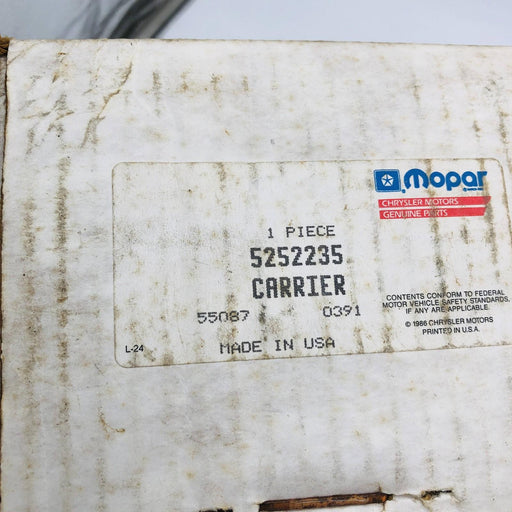 Mopar
CHRYSLER MOTORS
GENUINE PARTS
1 PIECE
5252235
CARRIER
55087 0391
MADE IN USA
L-24
CONTENTS CONFORM TO FEDERAL
MOTOR VEHICLE SAFETY STANDARDS,
IF ANY ARE APPLICABLE.
© 1986 CHRYSLER MOTORS
PRINTED IN U.S.A.